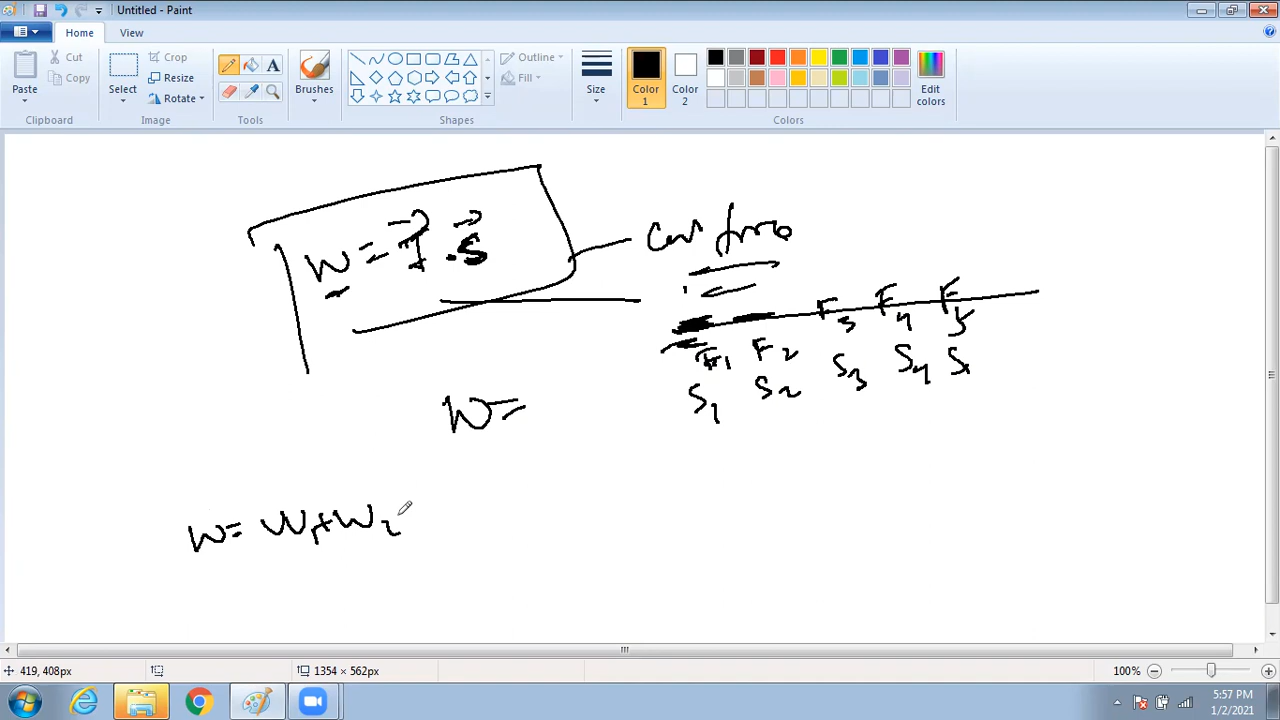 Untitled - Paint
Home View
Paste
Cut
Copy
Clipboard
Select
Crop
Resize
Rotate
Image
Tools
Brushes
Shapes
Outline
Fill
Size
Color 1
Color 2
Edit colors
Colors
W = F . S
W =
F1 F2 F3 F4 F5
S1 S2 S3 S4 S
W = W1 + W2
419, 408px
1354 × 562px
100%
5:57 PM
1/2/2021